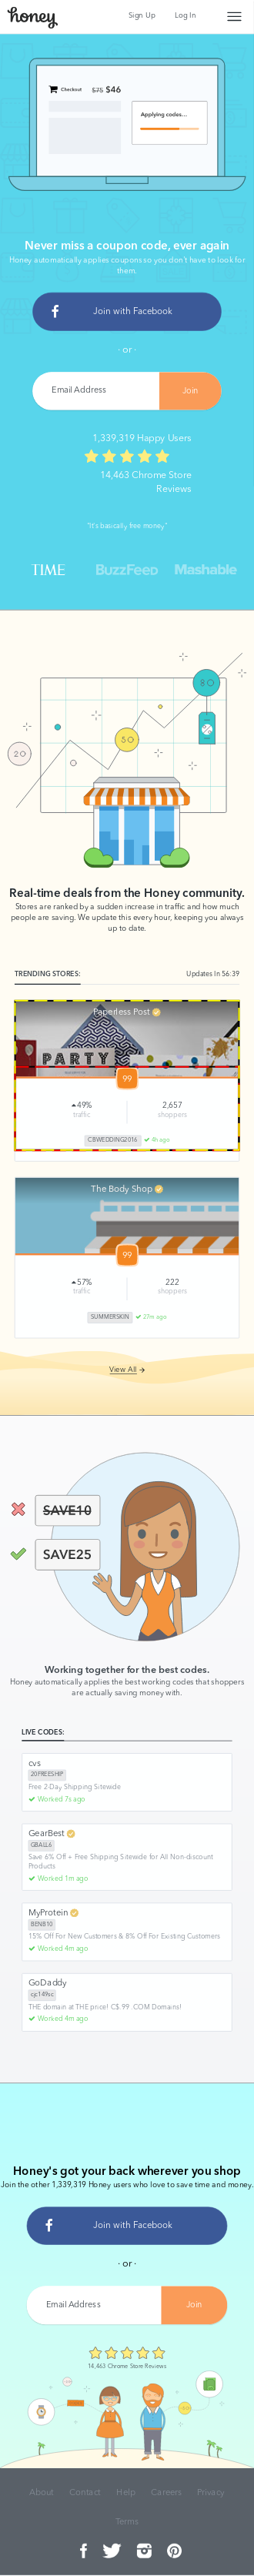 honey
Sign Up Log In
Checkout $75 $46
Applying codes...
Never miss a coupon code, ever again
Honey automatically applies coupons so you don't have to look for
them.
Join with Facebook
- or -
Email Address Join
1,339,319 Happy Users
14,463 Chrome Store
Reviews
"It's basically free money"
TIME BuzzFeed Mashable
80
50
20
Real-time deals from the Honey community.
Stores are ranked by a sudden increase in traffic and how much
people are saving. We update this every hour, keeping you always
up to date.
TRENDING STORES: Updates In 56:39
Paperless Post
PARTY
99
49% 2,657
traffic shoppers
CBWEDDING2016 4h ago
The Body Shop
99
57% 222
traffic shoppers
SUMMERSKIN 27m ago
View All
SAVE10
SAVE25
Working together for the best codes.
Honey automatically applies the best working codes that shoppers
are actually saving money with.
LIVE CODES:
cvs
20FREESHIP
Free 2-Day Shipping Sitewide
Worked 7s ago
GearBest
GBALL6
Save 6% Off + Free Shipping Sitewide for All Non-discount
Products
Worked 1m ago
MyProtein
BENB10
15% Off For New Customers & 8% Off For Existing Customers
Worked 4m ago
GoDaddy
cjc149sc
THE domain at THE price! C$.99 .COM Domains!
Worked 4m ago
Honey's got your back wherever you shop
Join the other 1,339,319 Honey users who love to save time and money.
Join with Facebook
- or -
Email Address Join
14,463 Chrome Store Reviews
About Contact Help Careers Privacy
Terms